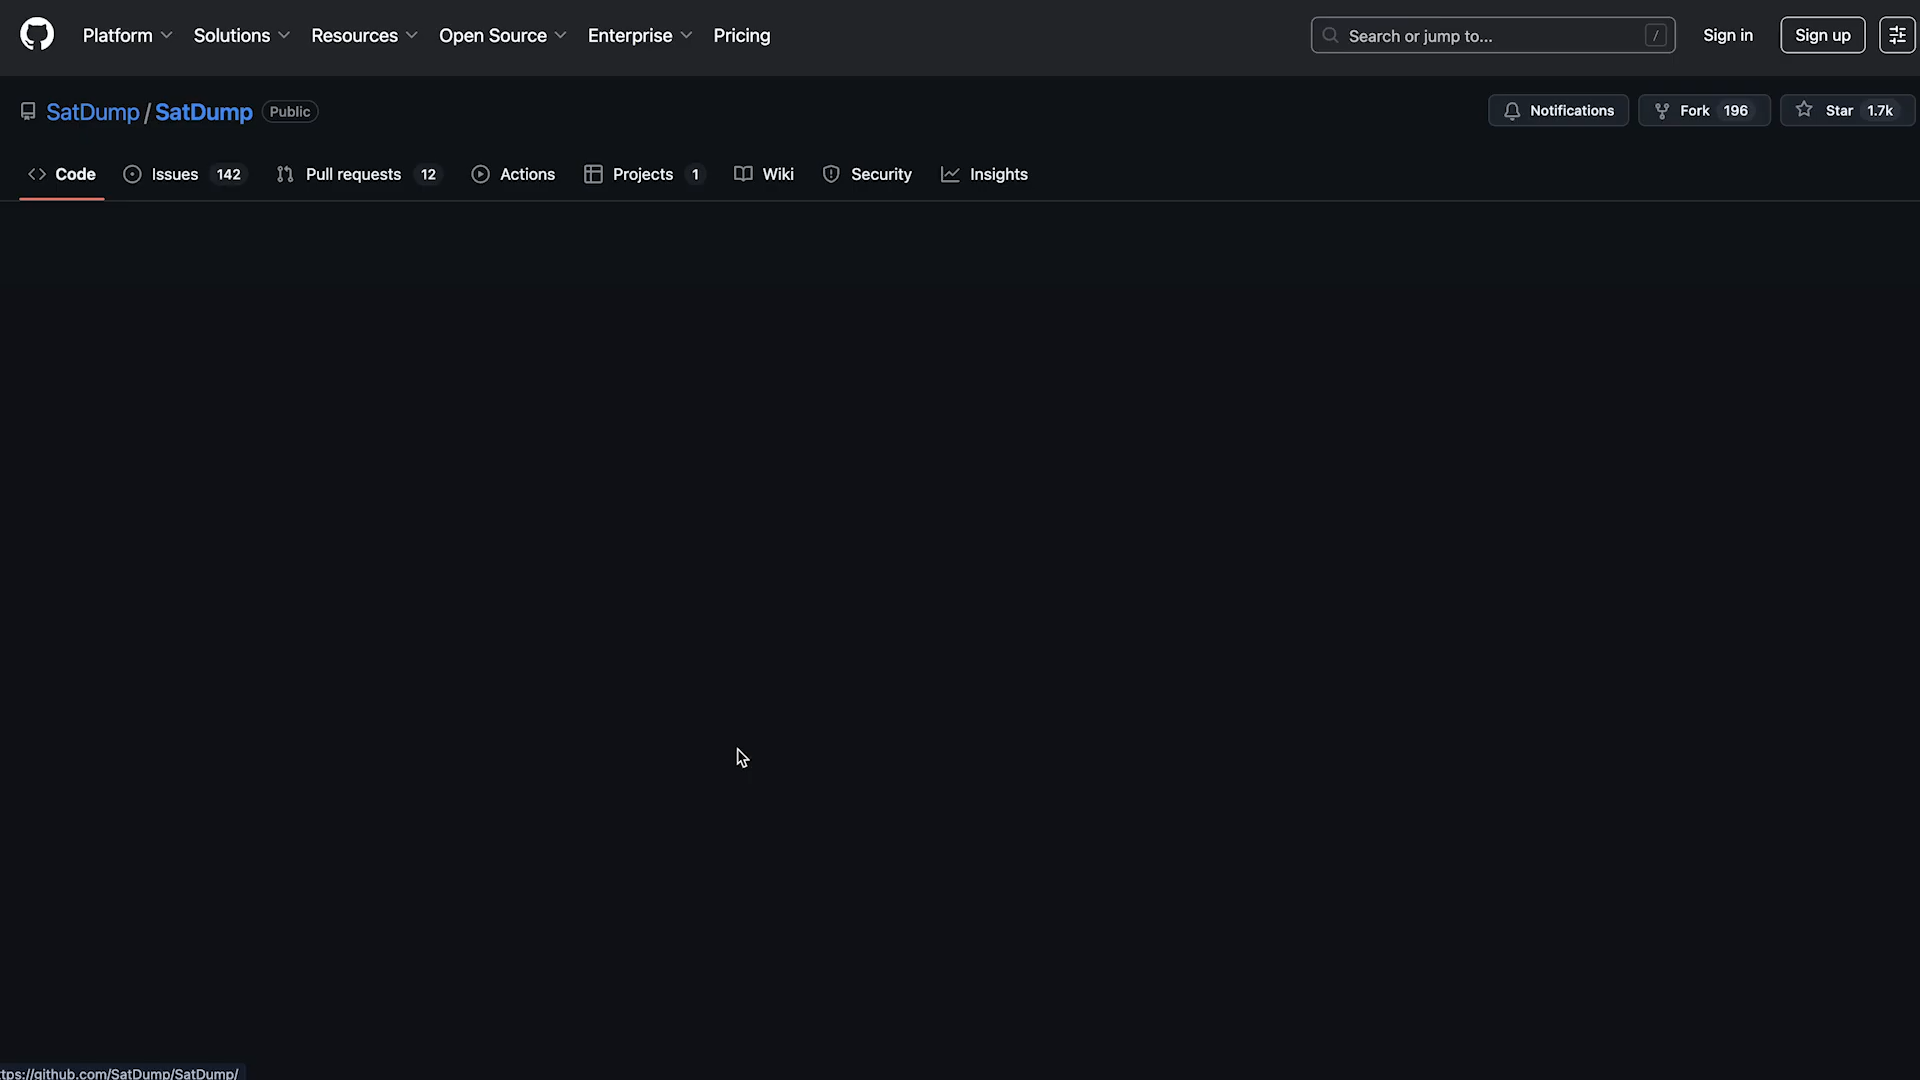 Platform Solutions Resources Open Source Enterprise Pricing Search or jump to... / Sign in Sign up
SatDump / SatDump Public Notifications Fork 196 Star 1.7k
Code Issues 142 Pull requests 12 Actions Projects 1 Wiki Security Insights
tps://github.com/SatDump/SatDump/